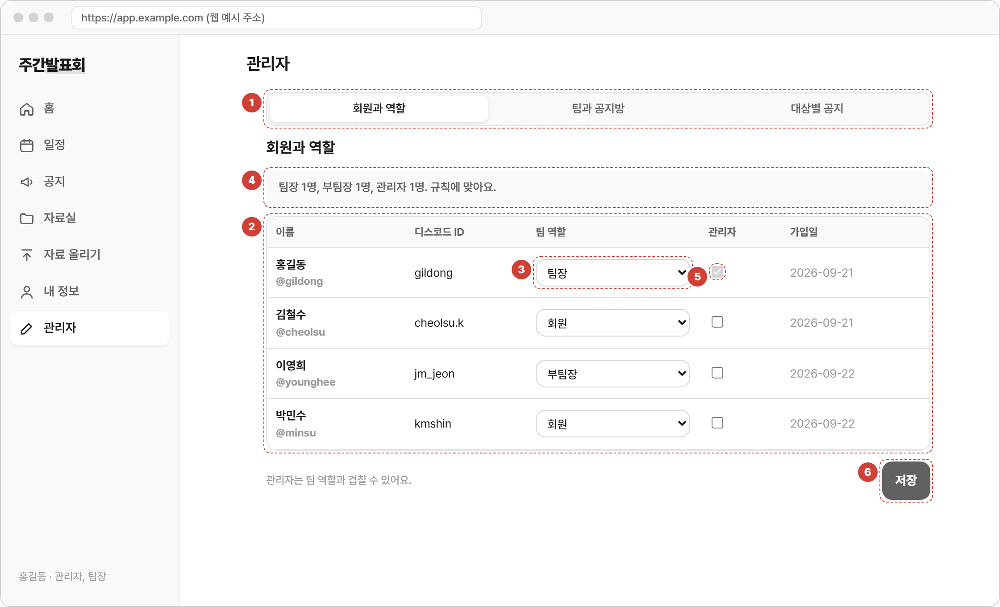 https://app.example.com (웹 예시 주소)
주간발표회
홈
일정
공지
자료실
자료 올리기
내 정보
관리자
홍길동 · 관리자, 팀장
관리자
1
회원과 역할
팀과 공지방
대상별 공지
회원과 역할
4
팀장 1명, 부팀장 1명, 관리자 1명. 규칙에 맞아요.
2
이름 디스코드 ID 팀 역할 관리자 가입일
홍길동
@gildong
gildong
3
팀장
5
2026-09-21
김철수
@cheolsu
cheolsu.k
회원
2026-09-21
이영희
@younghee
jm_jeon
부팀장
2026-09-22
박민수
@minsu
kmshin
회원
2026-09-22
관리자는 팀 역할과 겹칠 수 있어요.
6
저장